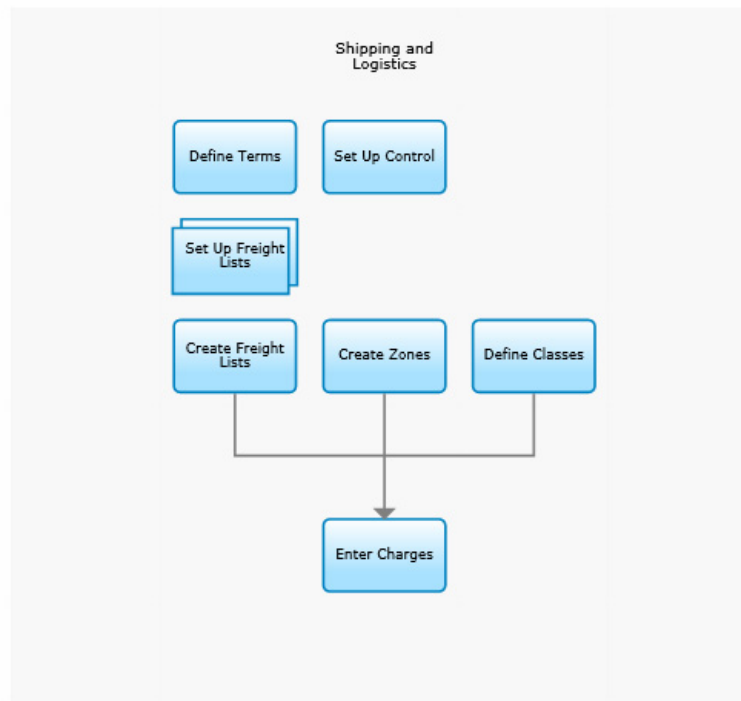 Shipping and
Logistics
Define Terms
Set Up Control
Set Up Freight
Lists
Create Freight
Lists
Create Zones
Define Classes
Enter Charges